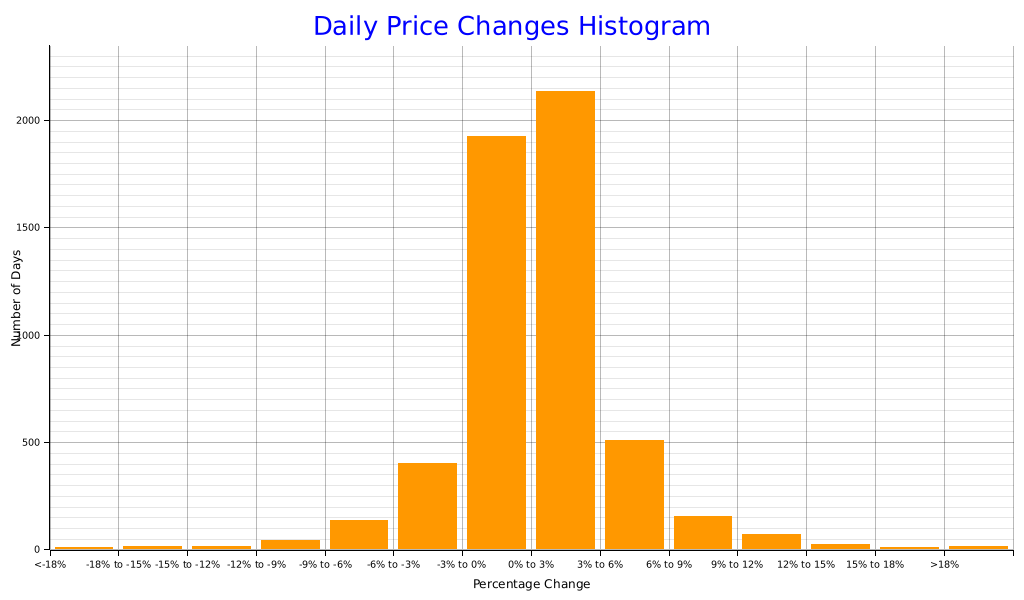 Daily Price Changes Histogram
Number of Days
2000
1500
1000
500
0
<-18% -18% to -15% -15% to -12% -12% to -9% -9% to -6% -6% to -3% -3% to 0% 0% to 3% 3% to 6% 6% to 9% 9% to 12% 12% to 15% 15% to 18% >18%
Percentage Change